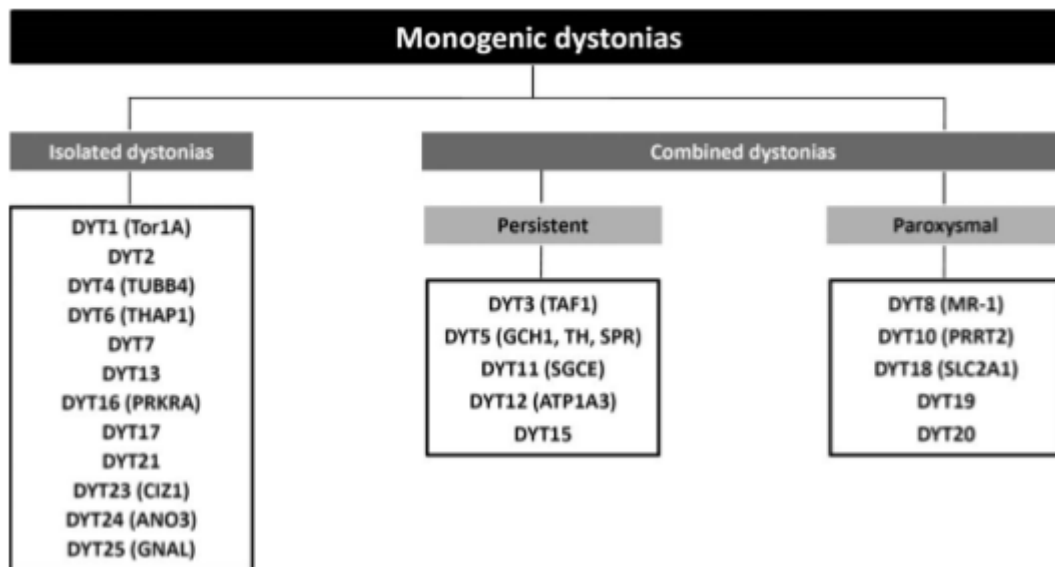 Monogenic dystonias
Isolated dystonias
DYT1 (Tor1A)
DYT2
DYT4 (TUBB4)
DYT6 (THAP1)
DYT7
DYT13
DYT16 (PRKRA)
DYT17
DYT21
DYT23 (CIZ1)
DYT24 (ANO3)
DYT25 (GNAL)
Combined dystonias
Persistent
DYT3 (TAF1)
DYT5 (GCH1, TH, SPR)
DYT11 (SGCE)
DYT12 (ATP1A3)
DYT15
Paroxysmal
DYT8 (MR-1)
DYT10 (PRRT2)
DYT18 (SLC2A1)
DYT19
DYT20